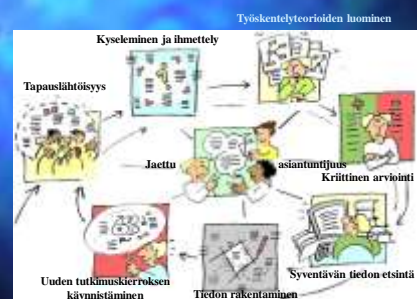 Työskentelyteorioiden luominen
Kyseleminen ja ihmettely
Tapauslähtöisyys
Jaettu asiantuntijuus
Kriittinen arviointi
Syventävän tiedon etsintä
Tiedon rakentaminen
Uuden tutkimuskierroksen
käynnistäminen